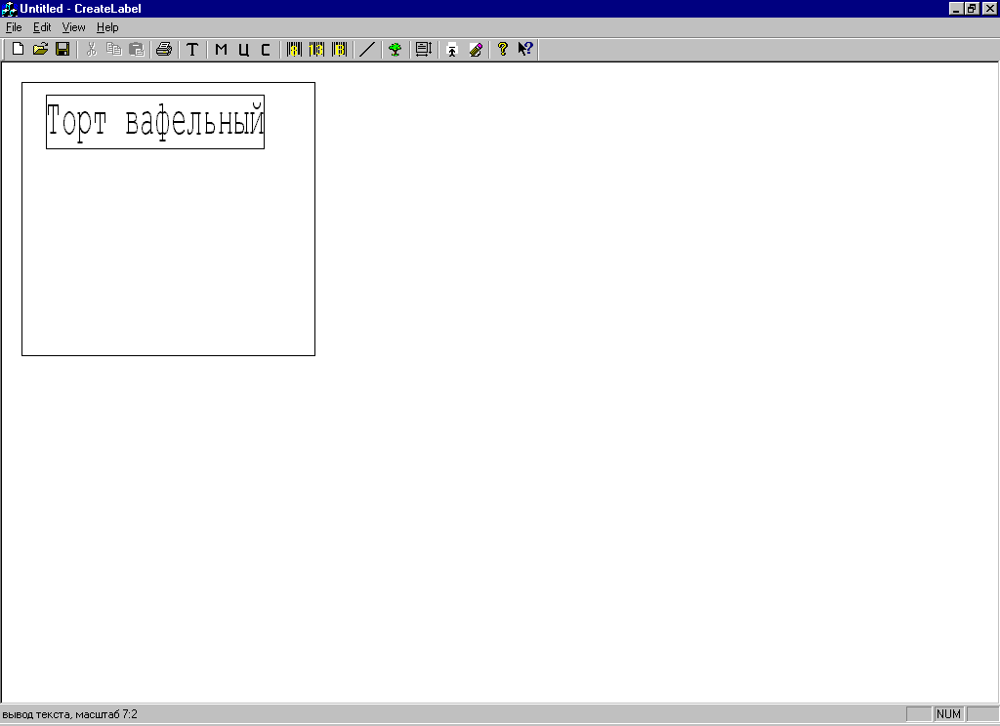 Untitled - CreateLabel
File Edit View Help
T М Ц С
Торт вафельный
вывод текста, масштаб 7:2
NUM